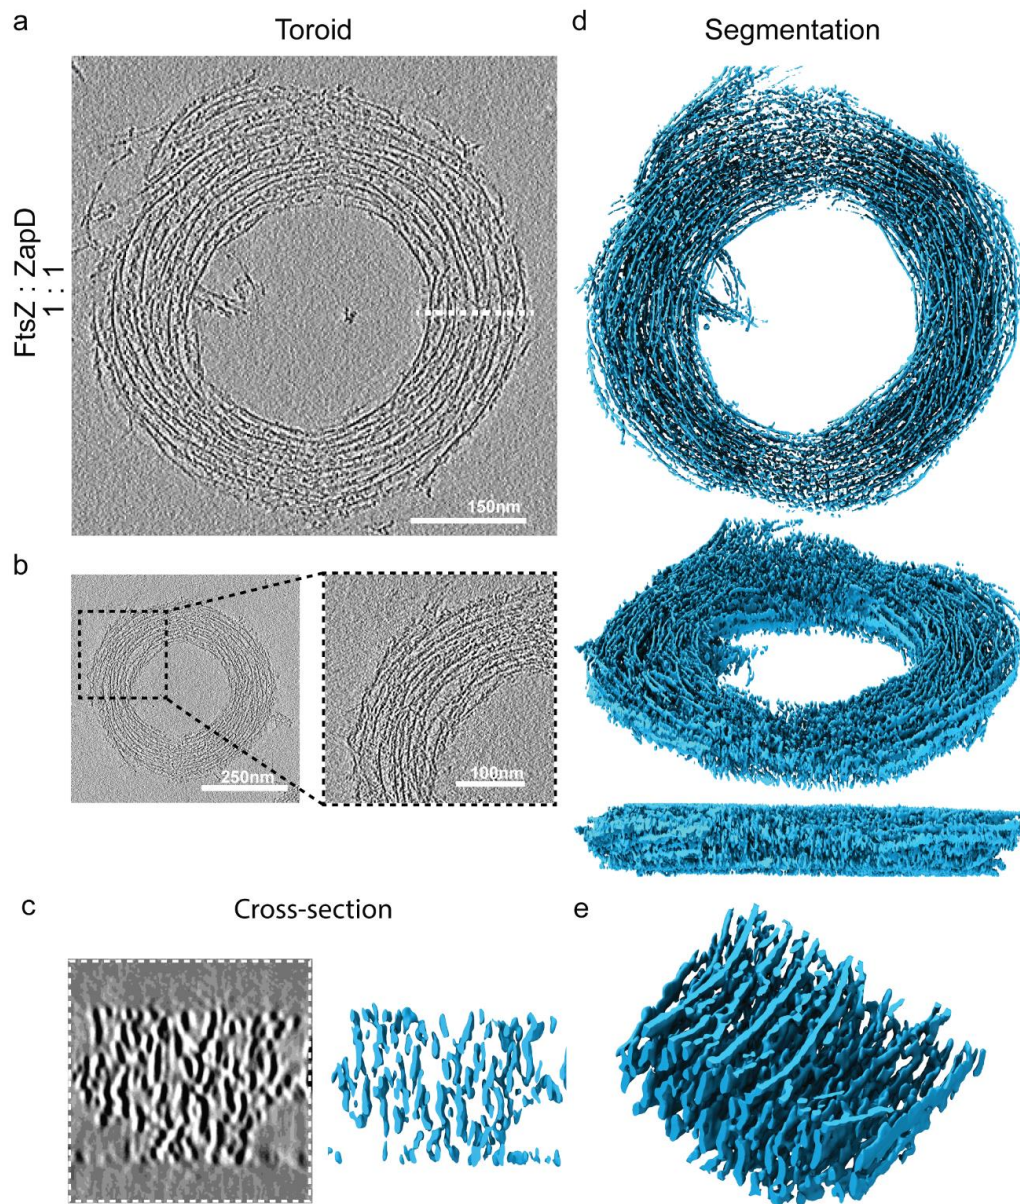 a
Toroid
d
Segmentation
FtsZ : ZapD
1 : 1
150nm
b
250nm
100nm
c
Cross-section
e